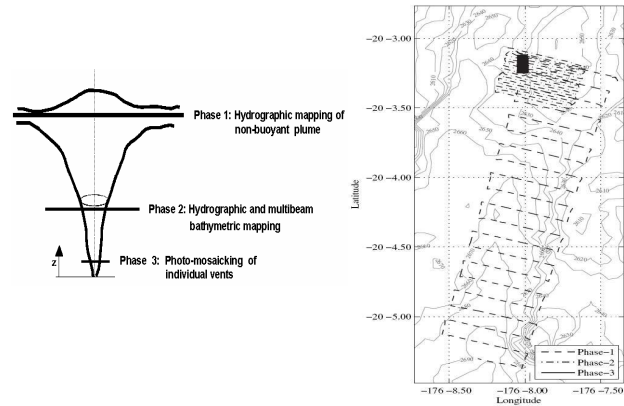 Phase 1: Hydrographic mapping of
non-buoyant plume
Phase 2: Hydrographic and multibeam
bathymetric mapping
Phase 3: Photo-mosaicking of
individual vents
z
Latitude
-20 -3.00
-20 -3.50
-20 -4.00
-20 -4.50
-20 -5.00
-176 -8.50
-176 -8.00
-176 -7.50
Longitude
Phase-1
Phase-2
Phase-3